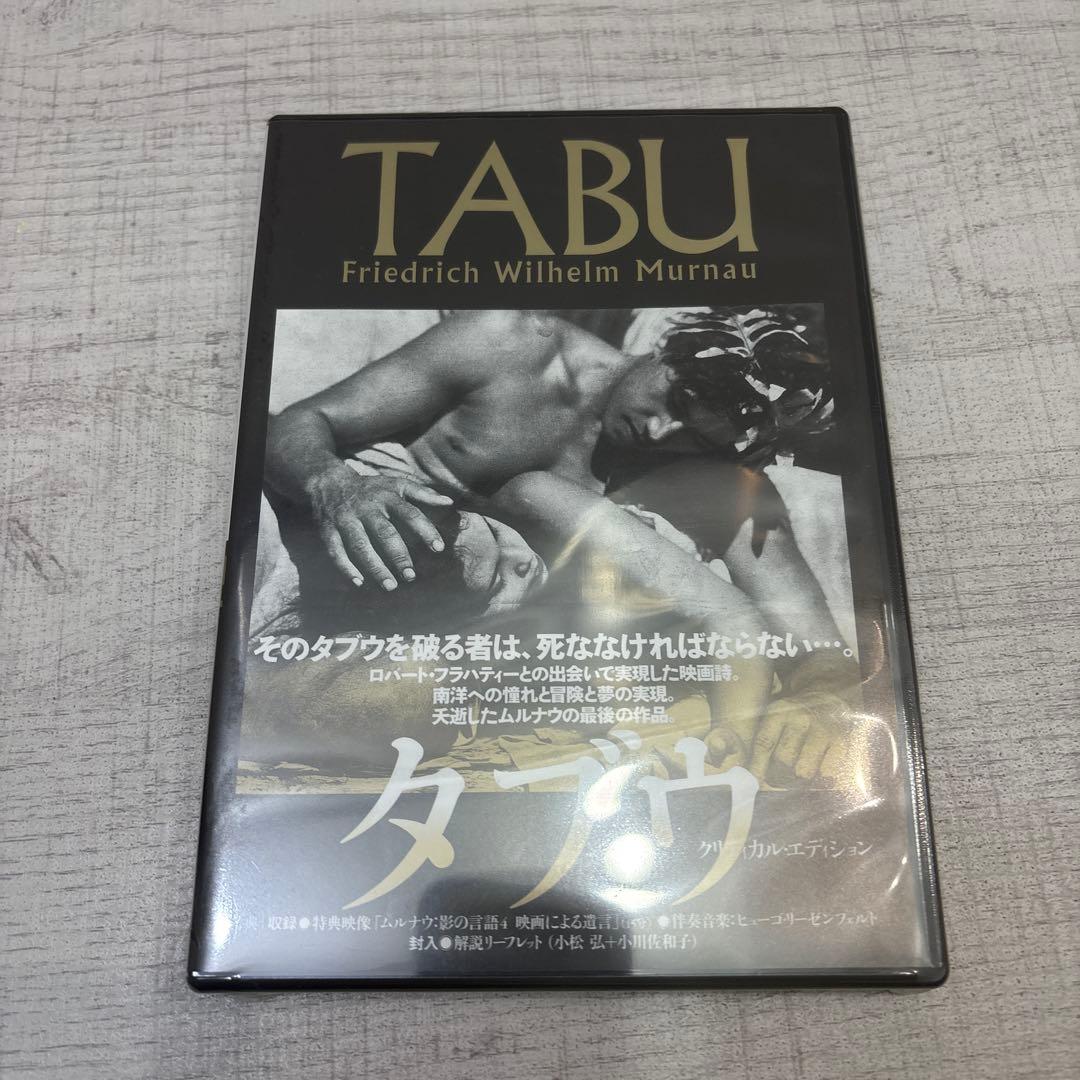 TABU
Friedrich Wilhelm Murnau
そのタブウを破る者は、死ななければならない…。
ロバート・フラハティーとの出会いで実現した映画詩。
南洋への憧れと冒険と夢の実現。
夭逝したムルナウの最後の作品。
タブウ
クリティカル・エディション
収録●特典映像「ムルナウ:影の言語4 映画による遺言」 ●伴奏音楽:ヒューゴ・リーゼンフェルト
封入●解説リーフレット (小松 弘+小川佐和子)